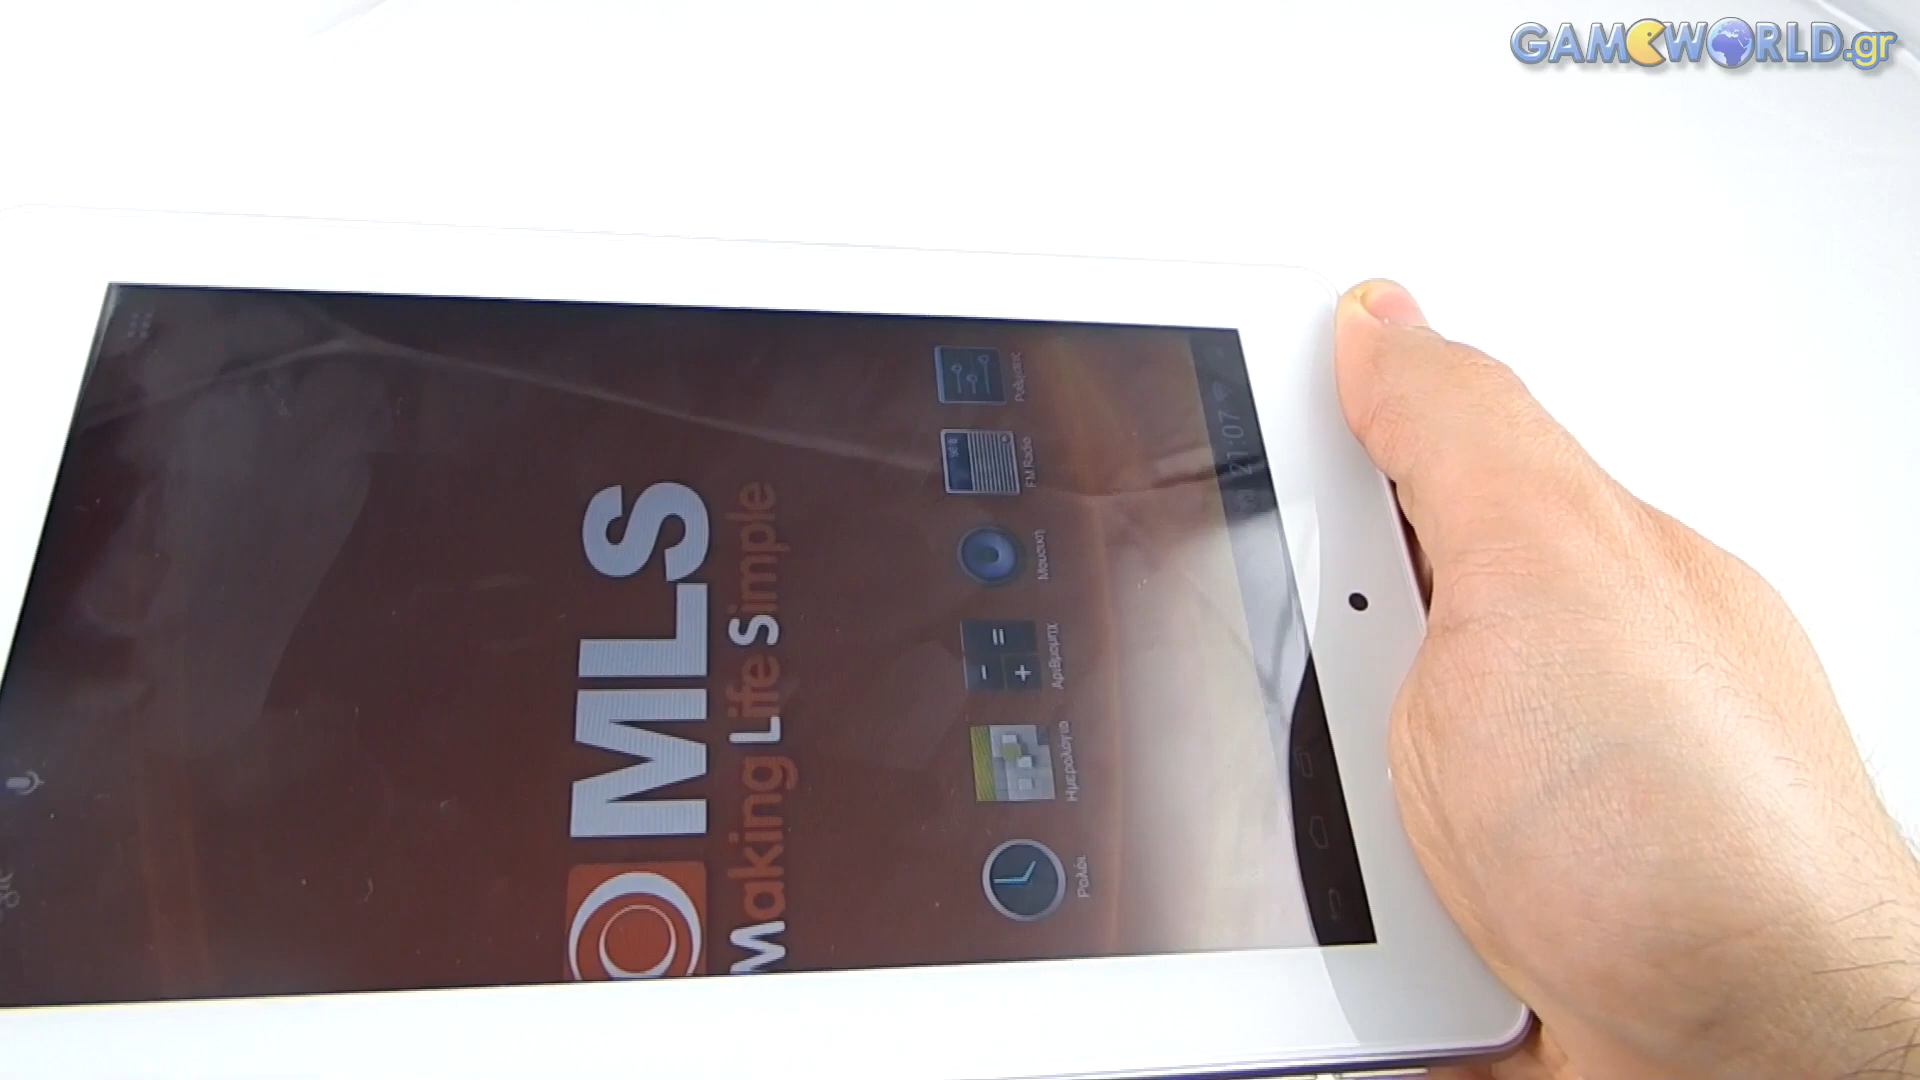 GAMEWORLD.gr
MLS
Making Life Simple
Ρολόι
Ημερολόγιο
Αριθμομηχ
Μουσική
FM Radio
Ρυθμίσεις
21:07